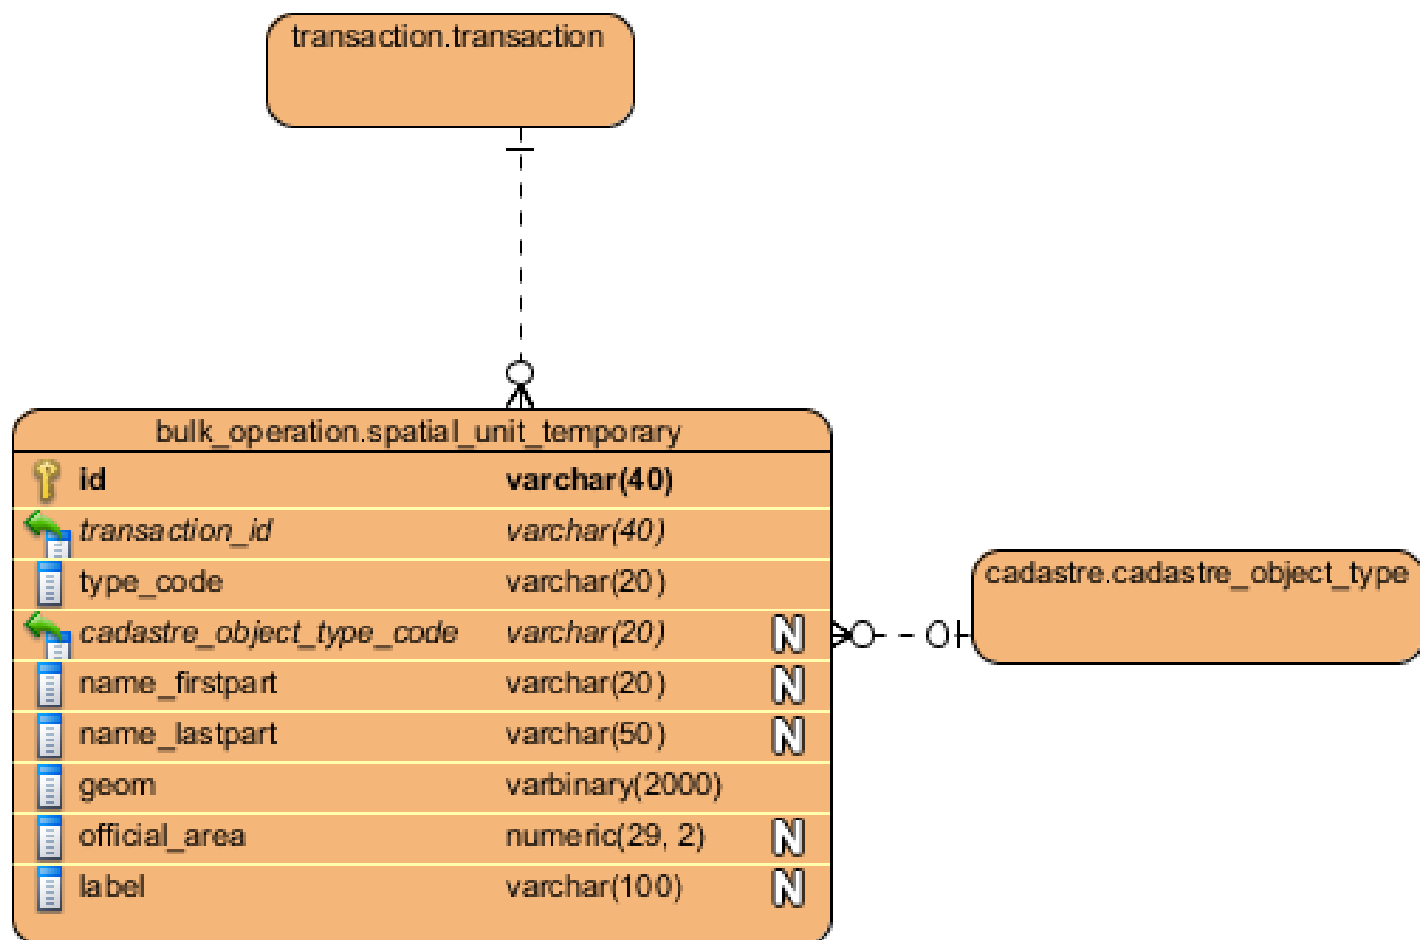 transaction.transaction
bulk_operation.spatial_unit_temporary
id varchar(40)
transaction_id varchar(40)
type_code varchar(20)
cadastre_object_type_code varchar(20) N
name_firstpart varchar(20) N
name_lastpart varchar(50) N
geom varbinary(2000)
official_area numeric(29, 2) N
label varchar(100) N
cadastre.cadastre_object_type